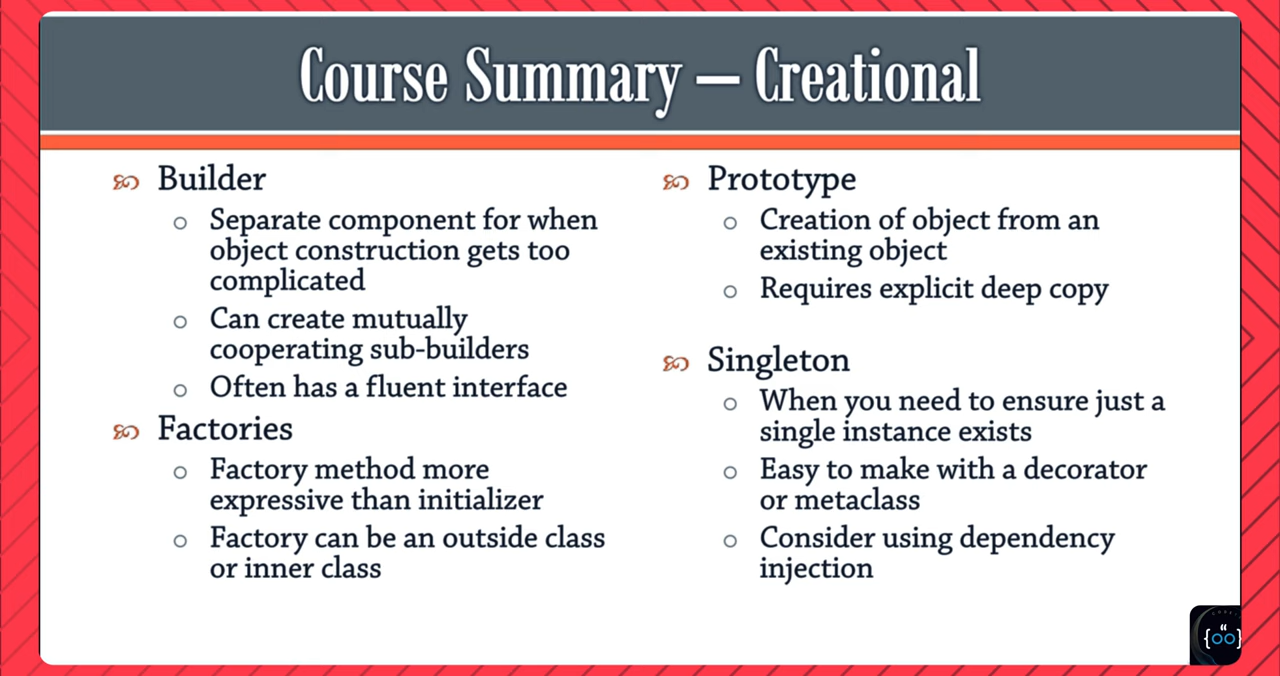 Course Summary – Creational
Builder
Separate component for when
object construction gets too
complicated
Can create mutually
cooperating sub-builders
Often has a fluent interface
Factories
Factory method more
expressive than initializer
Factory can be an outside class
or inner class
Prototype
Creation of object from an
existing object
Requires explicit deep copy
Singleton
When you need to ensure just a
single instance exists
Easy to make with a decorator
or metaclass
Consider using dependency
injection